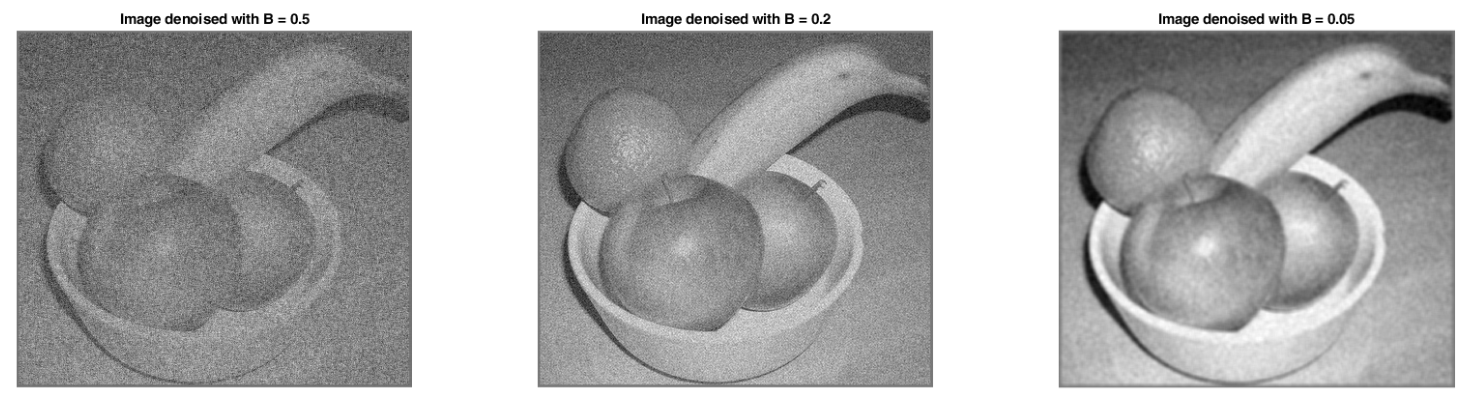 Image denoised with B = 0.5
Image denoised with B = 0.2
Image denoised with B = 0.05